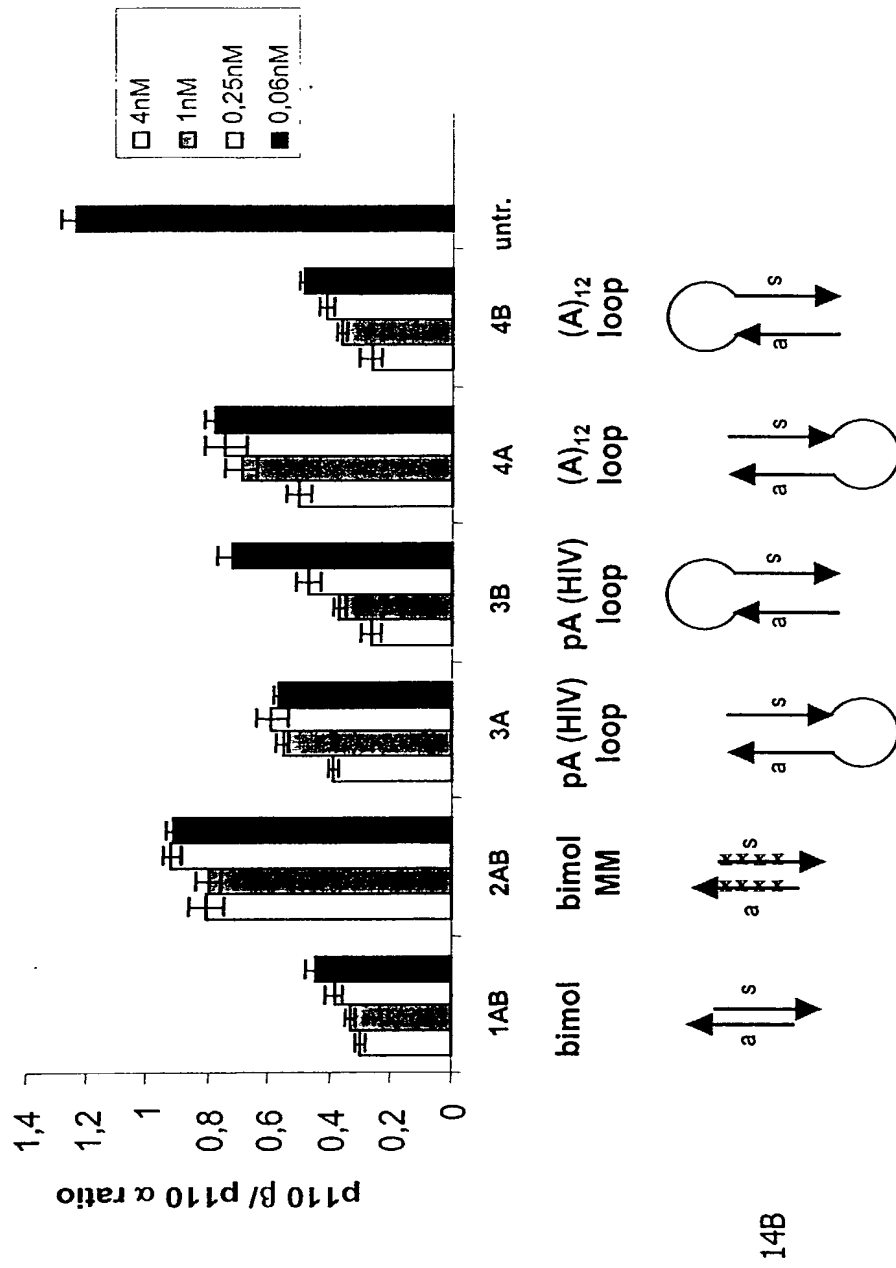 1,4
1,2
1
0,8
0,6
0,4
0,2
0
p110 β/ p110 α ratio
4nM
1nM
0,25nM
0,06nM
1AB
2AB
3A
3B
4A
4B
untr.
bimol
bimol
MM
pA (HIV)
loop
pA (HIV)
loop
(A)₁₂
loop
(A)₁₂
loop
a
s
a
s
x x x x
x x x x
a
s
a
s
a
s
a
s
14B